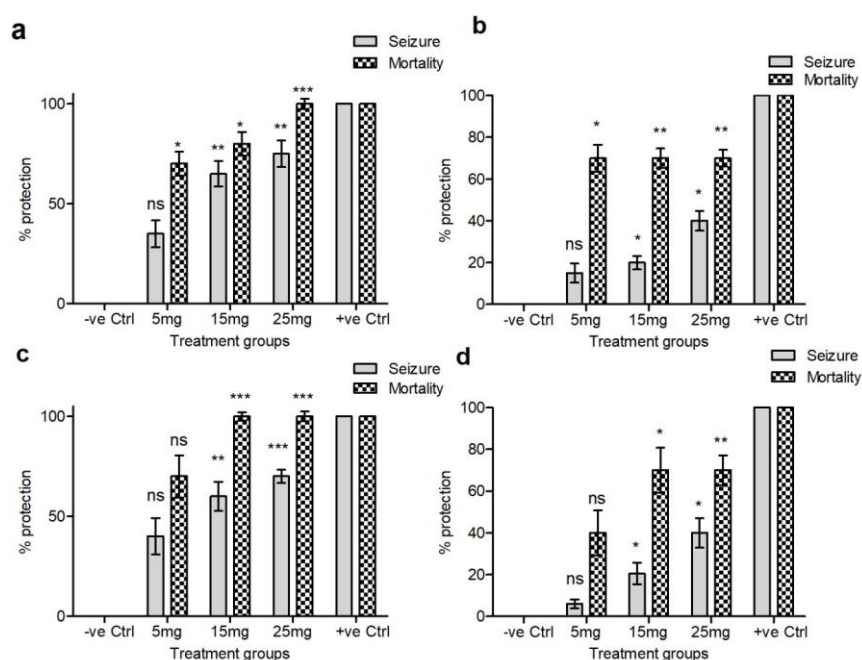 a
Seizure
Mortality
% protection
100
50
0
ns
*
**
*
**
***
-ve Ctrl 5mg 15mg 25mg +ve Ctrl
Treatment groups
b
Seizure
Mortality
% protection
100
80
60
40
20
0
ns
*
*
**
*
**
-ve Ctrl 5mg 15mg 25mg +ve Ctrl
Treatment groups
c
Seizure
Mortality
% protection
100
50
0
ns
ns
**
***
***
***
-ve Ctrl 5mg 15mg 25mg +ve Ctrl
Treatment groups
d
Seizure
Mortality
% protection
100
80
60
40
20
0
ns
ns
*
*
*
**
-ve Ctrl 5mg 15mg 25mg +ve Ctrl
Treatment groups